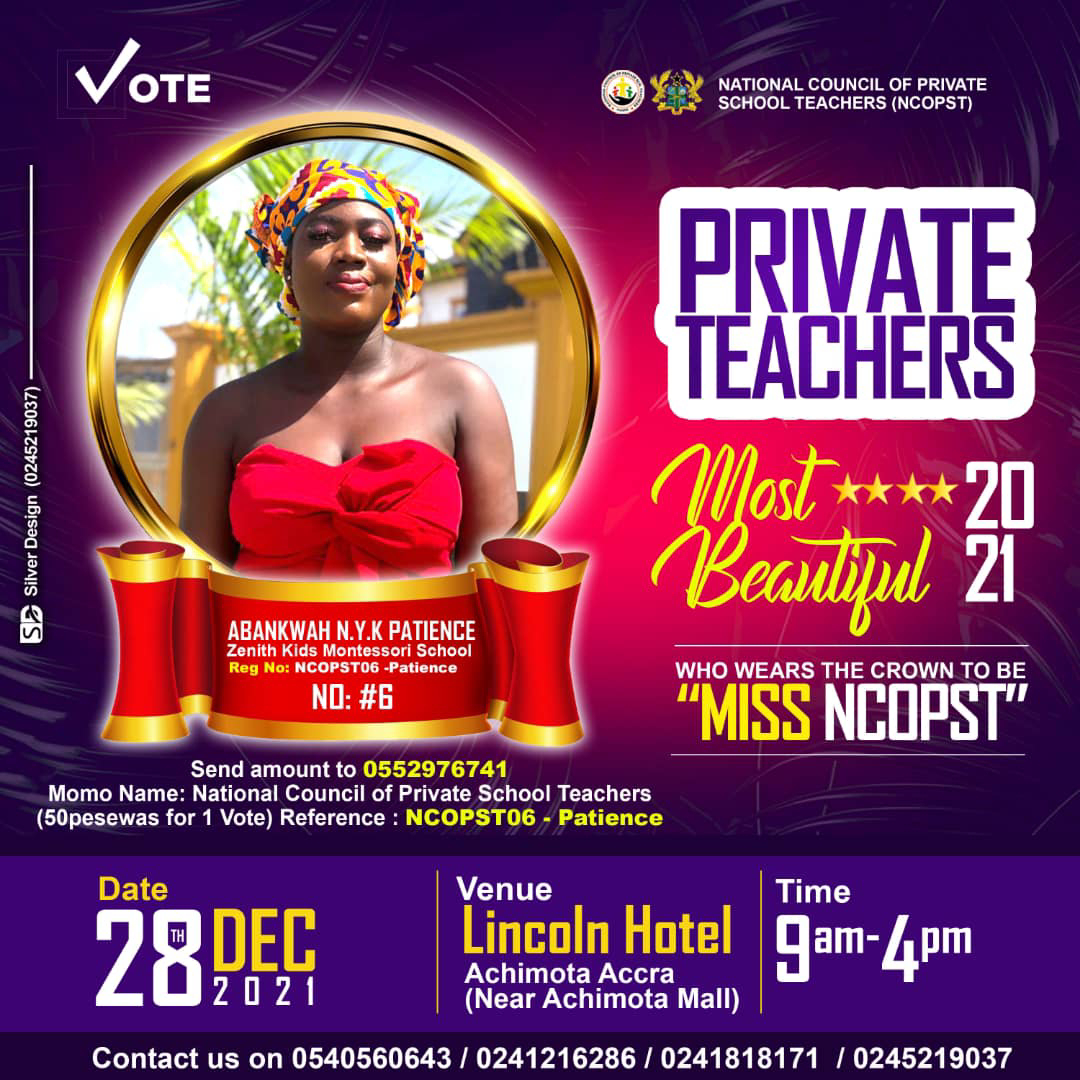 VOTE
NATIONAL COUNCIL OF PRIVATE
SCHOOL TEACHERS (NCOPST)
PRIVATE
TEACHERS
Most
Beautiful
20
21
WHO WEARS THE CROWN TO BE
“MISS NCOPST”
ABANKWAH N.Y.K PATIENCE
Zenith Kids Montessori School
Reg No: NCOPST06 -Patience
NO: #6
Send amount to 0552976741
Momo Name: National Council of Private School Teachers
(50pesewas for 1 Vote) Reference : NCOPST06 - Patience
SD Silver Design (0245219037)
Date
28TH DEC
2021
Venue
Lincoln Hotel
Achimota Accra
(Near Achimota Mall)
Time
9am-4pm
Contact us on 0540560643 / 0241216286 / 0241818171 / 0245219037